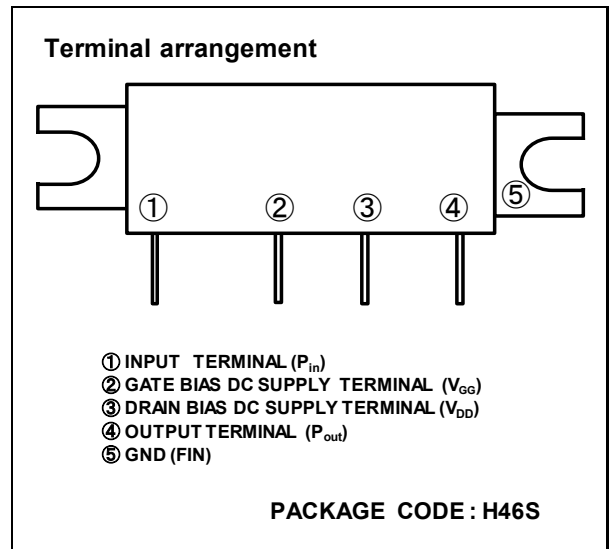 Terminal arrangement
① ② ③ ④ ⑤
① INPUT TERMINAL (Pin)
② GATE BIAS DC SUPPLY TERMINAL (VGG)
③ DRAIN BIAS DC SUPPLY TERMINAL (VDD)
④ OUTPUT TERMINAL (Pout)
⑤ GND (FIN)
PACKAGE CODE : H46S